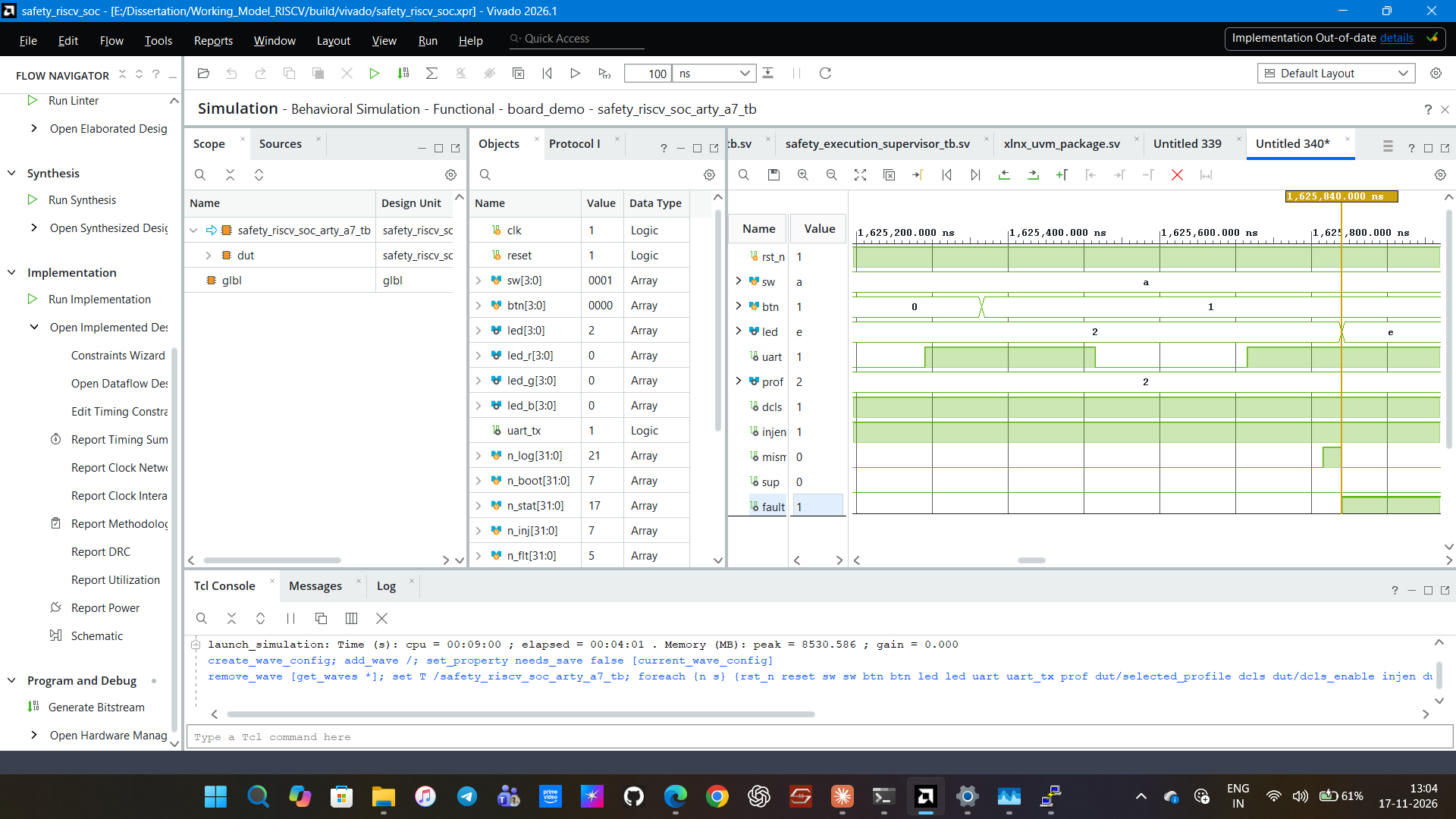 safety_riscv_soc - [E:/Dissertation/Working_Model_RISCV/build/vivado/safety_riscv_soc.xpr] - Vivado 2026.1
File Edit Flow Tools Reports Window Layout View Run Help
Quick Access
Implementation Out-of-date details
FLOW NAVIGATOR
100 ns
Default Layout
Run Linter
Open Elaborated Desig
Synthesis
Run Synthesis
Open Synthesized Desig
Implementation
Run Implementation
Open Implemented Des
Constraints Wizard
Open Dataflow Des
Edit Timing Constra
Report Timing Sum
Report Clock Netwo
Report Clock Intera
Report Methodolog
Report DRC
Report Utilization
Report Power
Schematic
Program and Debug
Generate Bitstream
Open Hardware Manag
Simulation - Behavioral Simulation - Functional - board_demo - safety_riscv_soc_arty_a7_tb
Scope Sources
Name Design Unit
safety_riscv_soc_arty_a7_tb safety_riscv_sc
dut safety_riscv_sc
glbl glbl
Objects Protocol I
Name Value Data Type
clk 1 Logic
reset 1 Logic
sw[3:0] 0001 Array
btn[3:0] 0000 Array
led[3:0] 2 Array
led_r[3:0] 0 Array
led_g[3:0] 0 Array
led_b[3:0] 0 Array
uart_tx 1 Logic
n_log[31:0] 21 Array
n_boot[31:0] 7 Array
n_stat[31:0] 17 Array
n_inj[31:0] 7 Array
n_flt[31:0] 5 Array
tb.sv safety_execution_supervisor_tb.sv xlnx_uvm_package.sv Untitled 339 Untitled 340*
1,625,840.000 ns
Name Value
1,625,200.000 ns 1,625,400.000 ns 1,625,600.000 ns 1,625,800.000 ns
rst_n 1
sw a a
btn 1 0 1
led e 2 e
uart 1
prof 2 2
dcls 1
injen 1
mism 0
sup 0
fault 1
Tcl Console Messages Log
launch_simulation: Time (s): cpu = 00:09:00 ; elapsed = 00:04:01 . Memory (MB): peak = 8530.586 ; gain = 0.000
create_wave_config; add_wave /; set_property needs_save false [current_wave_config]
remove_wave [get_waves *]; set T /safety_riscv_soc_arty_a7_tb; foreach {n s} {rst_n reset sw sw btn btn led led uart uart_tx prof dut/selected_profile dcls dut/dcls_enable injen du
Type a Tcl command here
ENG
IN
61%
13:04
17-11-2026